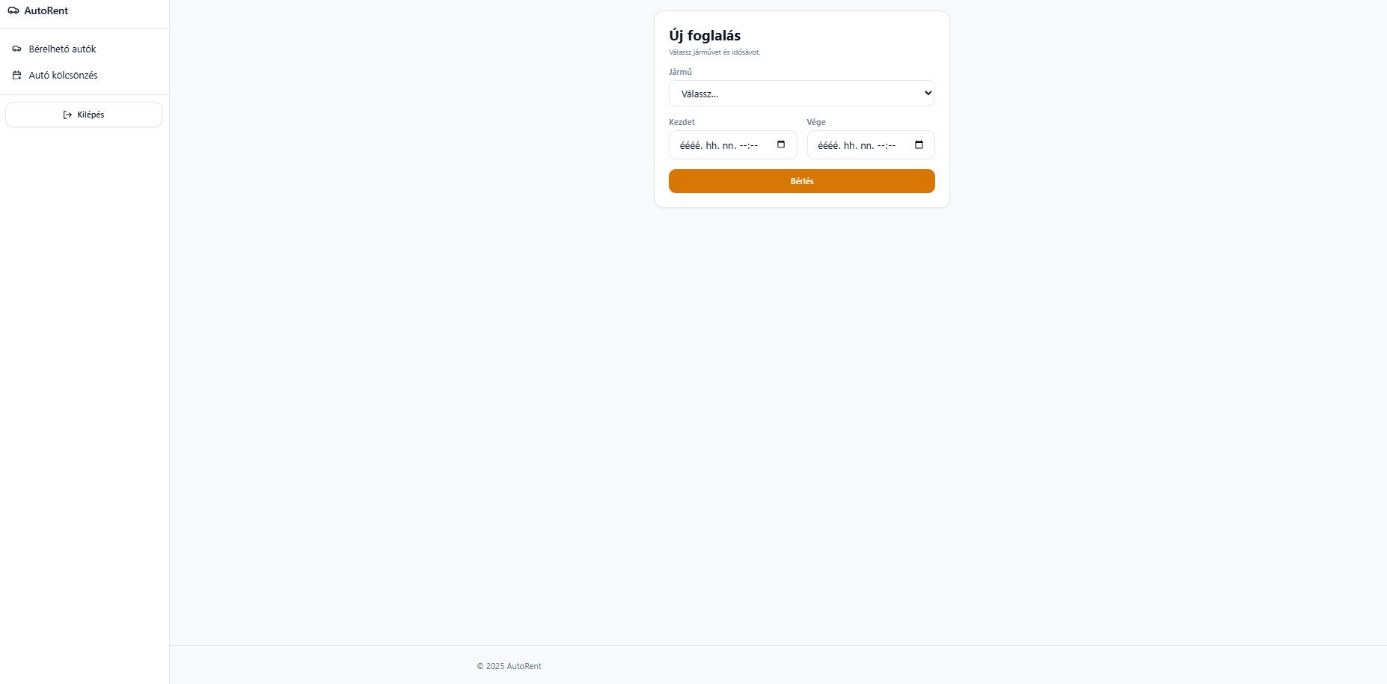 AutoRent
Bérelhető autók
Autó kölcsönzés
Kilépés
Új foglalás
Válassz járművet és idősávot.
Jármű
Válassz...
Kezdet Vége
éééé. hh. nn. --:-- éééé. hh. nn. --:--
Bérlés
© 2025 AutoRent